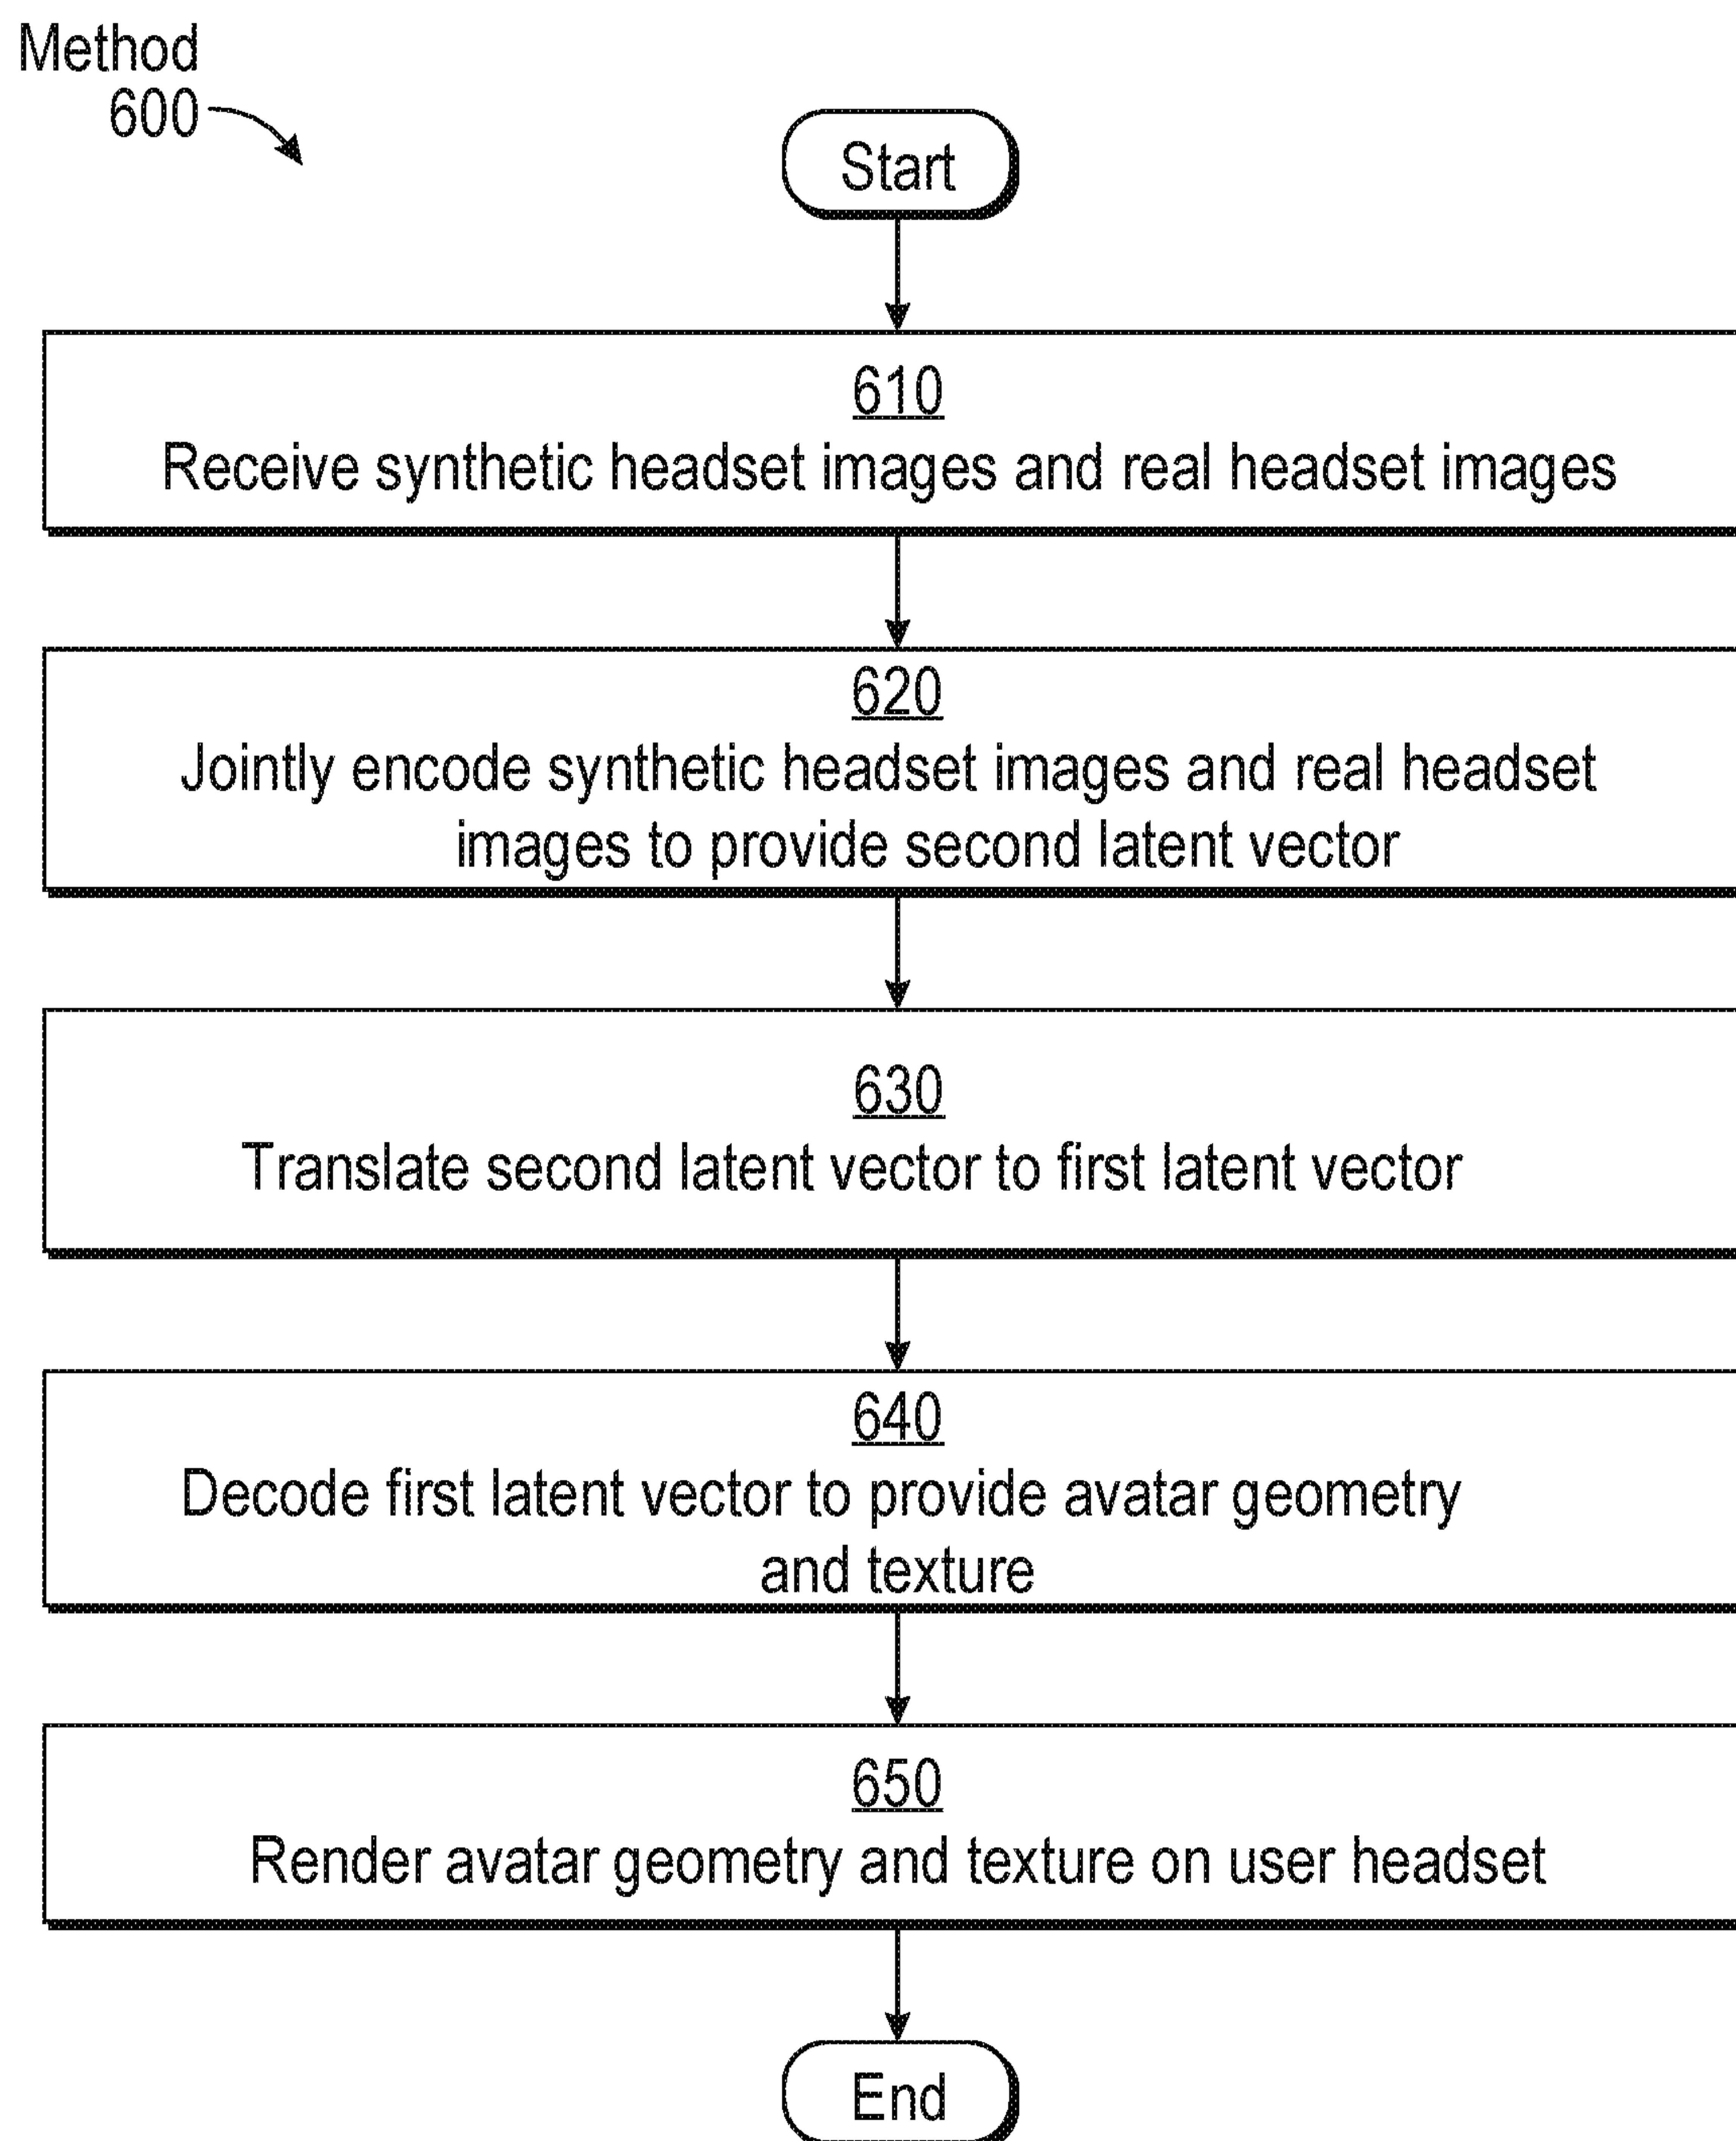 Method
600
Start
610
Receive synthetic headset images and real headset images
620
Jointly encode synthetic headset images and real headset
images to provide second latent vector
630
Translate second latent vector to first latent vector
640
Decode first latent vector to provide avatar geometry
and texture
650
Render avatar geometry and texture on user headset
End